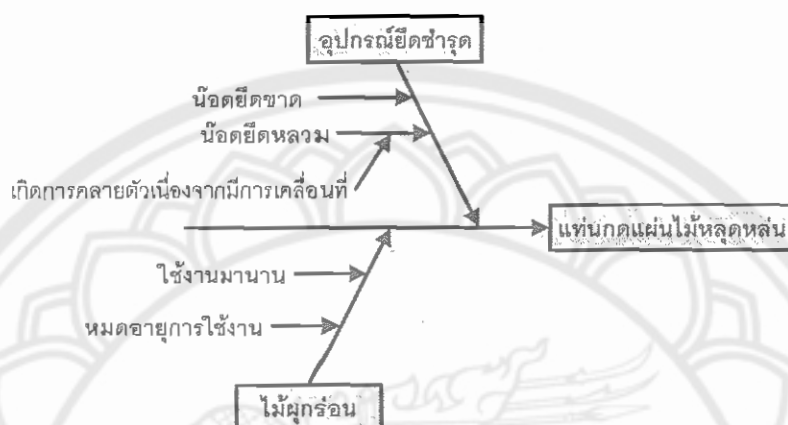 อุปกรณ์ยึดชำรุด
น๊อตยึดขาด
น๊อตยึดหลวม
เกิดการคลายตัวเนื่องจากมีการเคลื่อนที่
แท่นกดแผ่นไม้หลุดหล่น
ใช้งานมานาน
หมดอายุการใช้งาน
ไม้ผุกร่อน